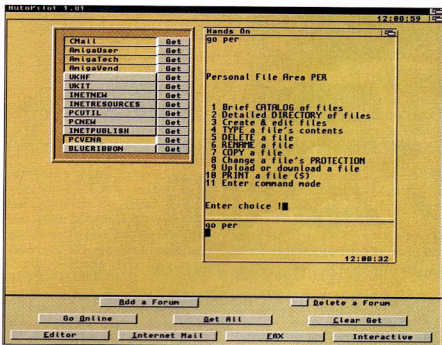 NutoPilot 1.01
12:08:59
CMail Get
AmigaUser Get
AmigaTech Get
AmigaVend Get
UKHF Get
UKIT Get
INETNEW Get
INETRESOURCES Get
PCUTIL Get
PCNEW Get
INETPUBLISH Get
PCVENA Get
BLUERIBBON Get
Hands On
go per
Personal File Area PER
1 Brief CATALOG of files
2 Detailed DIRECTORY of files
3 Create & edit files
4 TYPE a file's contents
5 DELETE a file
6 RENAME a file
7 COPY a file
8 Change a file's PROTECTION
9 Upload or download a file
10 PRINT a file ($)
11 Enter command mode
Enter choice !
go per
12:08:32
Add a Forum
Delete a Forum
Go Online
Get All
Clear Get
Editor
Internet Mail
FAX
Interactive